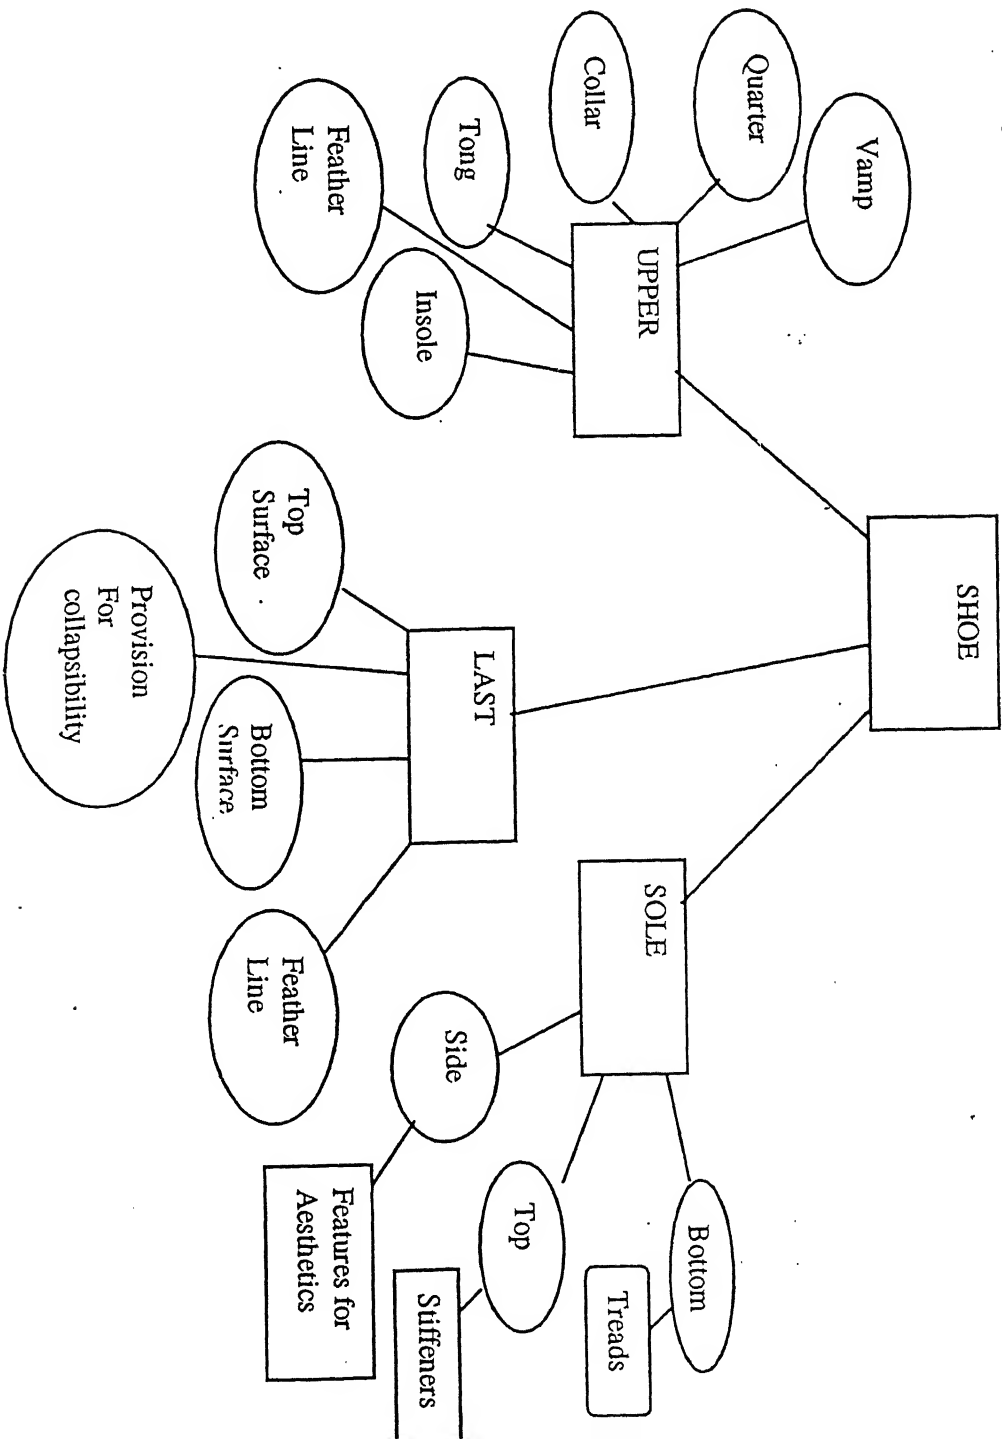 SHOE
UPPER
LAST
SOLE
Vamp
Quarter
Collar
Tong
Feather
Line
Insole
Top
Surface
Provision
For
collapsibility
Bottom
Surface
Feather
Line
Side
Features for
Aesthetics
Top
Stiffeners
Bottom
Treads